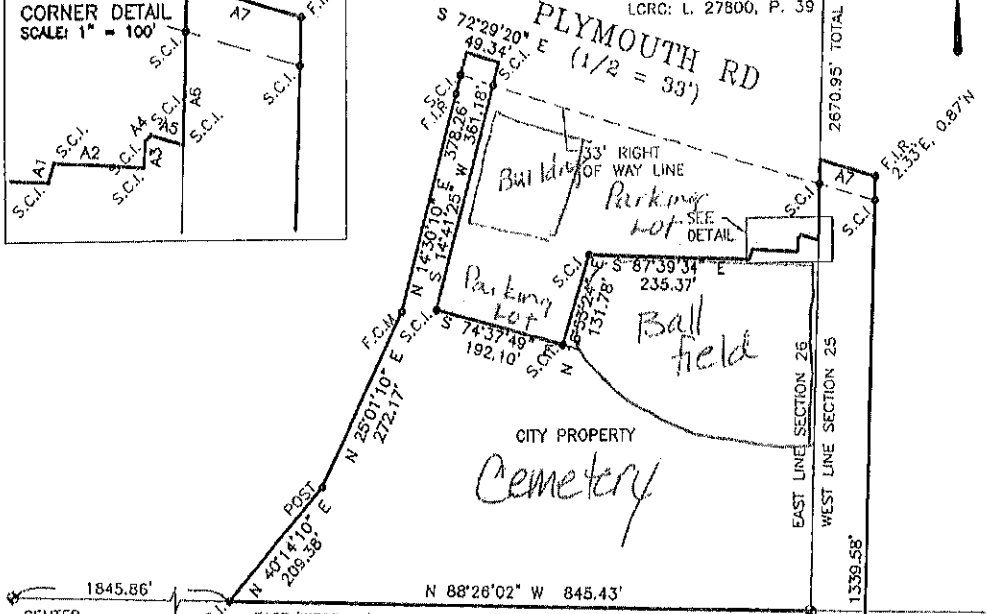 CORNER DETAIL
SCALE: 1" = 100'
A7
S.C.I.
S.C.I.
A6
S.C.I.
A4
S.C.I.
A5
S.C.I.
S.C.I.
A2
S.C.I.
A3
A1
S.C.I.
S.C.I.
LCRC: L. 27800, P. 39
S 72°29'20" E
49.34'
PLYMOUTH RD
(1/2 = 33')
2670.95' TOTAL
F.I.R.
2.33'E, 0.87'N
A7
S.C.I.
S.C.I.
S.C.I.
S.C.I.
F.I.P.
N 14°30'10" E 378.26'
S 14°41'25" W 361.18'
Building
33' RIGHT
OF WAY LINE
Parking
Lot
SEE
DETAIL
S.C.I.
S 87°39'34" E
235.37'
131.78'
Parking
Lot
Ball
field
F.C.M.
S.C.I.
S 74°37'49" E
192.10'
S.C.I.
N 25°01'10" E
272.17'
CITY PROPERTY
Cemetery
EAST LINE SECTION 26
WEST LINE SECTION 25
POST
N 40°14'10" E
209.38'
1339.58'
1845.86'
N 88°26'02" W 845.43'
CENTER